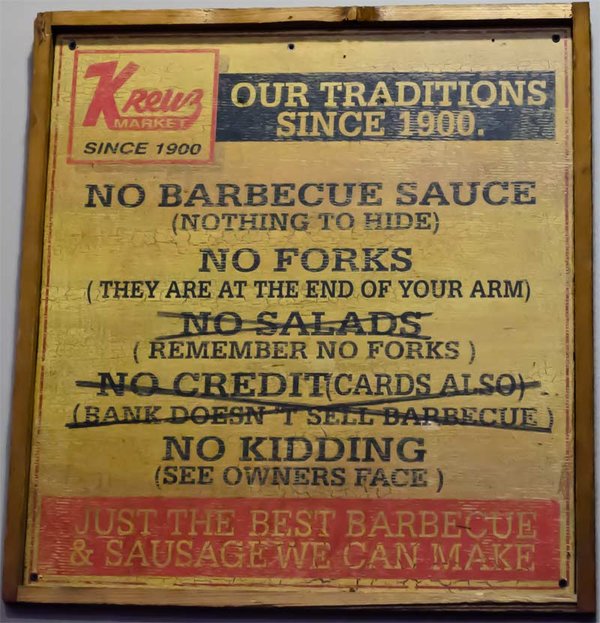 Kreuz
MARKET
SINCE 1900
OUR TRADITIONS
SINCE 1900.
NO BARBECUE SAUCE
(NOTHING TO HIDE)
NO FORKS
( THEY ARE AT THE END OF YOUR ARM)
NO SALADS
( REMEMBER NO FORKS )
NO CREDIT(CARDS ALSO)
(BANK DOESN 'T SELL BARBECUE )
NO KIDDING
(SEE OWNERS FACE )
JUST THE BEST BARBECUE
& SAUSAGE WE CAN MAKE